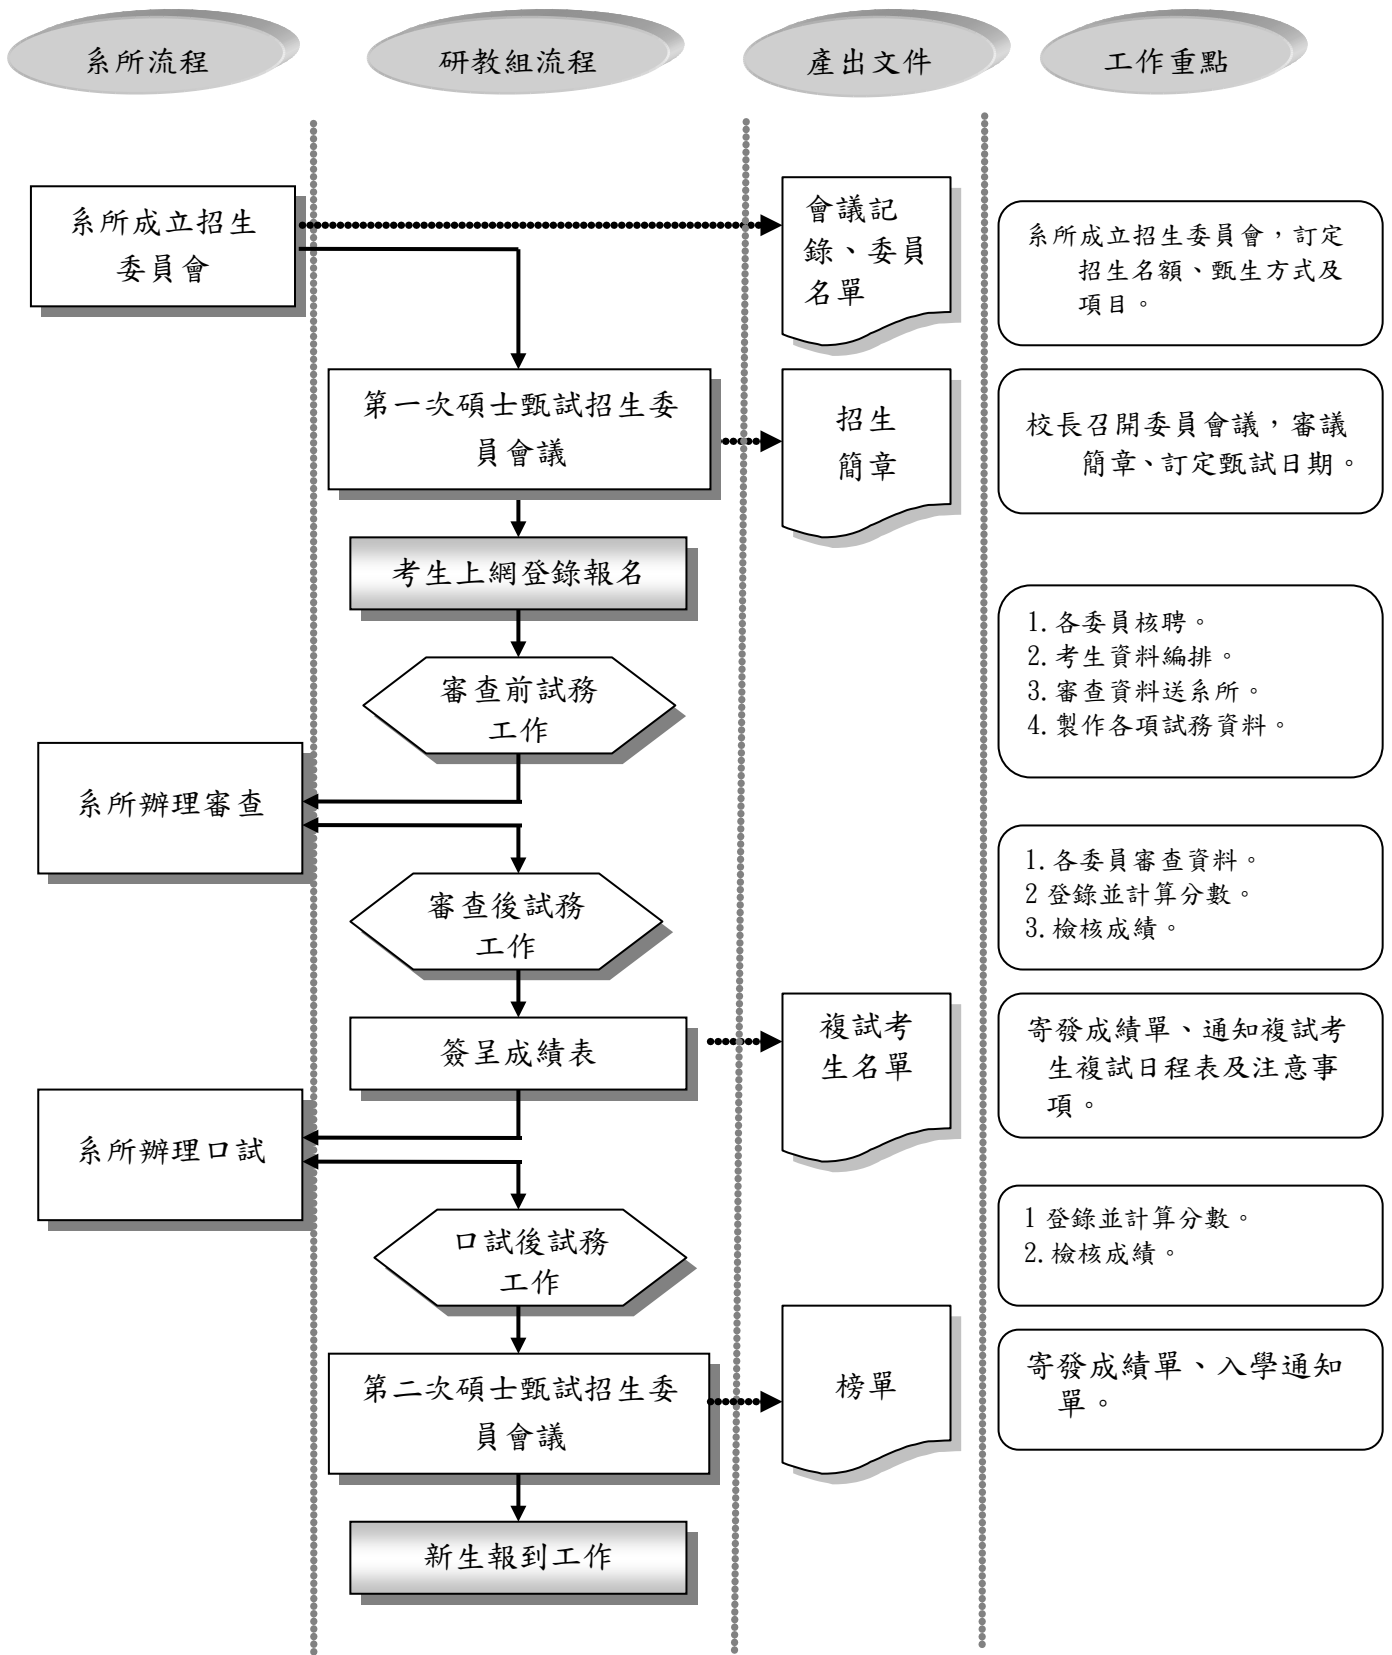 系所流程
研教組流程
產出文件
工作重點
系所成立招生
委員會
會議記
錄、委員
名單
系所成立招生委員會，訂定
招生名額、甄生方式及
項目。
第一次碩士甄試招生委
員會議
招生
簡章
校長召開委員會議，審議
簡章、訂定甄試日期。
考生上網登錄報名
審查前試務
工作
1.各委員核聘。
2.考生資料編排。
3.審查資料送系所。
4.製作各項試務資料。
系所辦理審查
審查後試務
工作
1.各委員審查資料。
2 登錄並計算分數。
3.檢核成績。
簽呈成績表
複試考
生名單
寄發成績單、通知複試考
生複試日程表及注意事
項。
系所辦理口試
口試後試務
工作
1 登錄並計算分數。
2.檢核成績。
第二次碩士甄試招生委
員會議
榜單
寄發成績單、入學通知
單。
新生報到工作